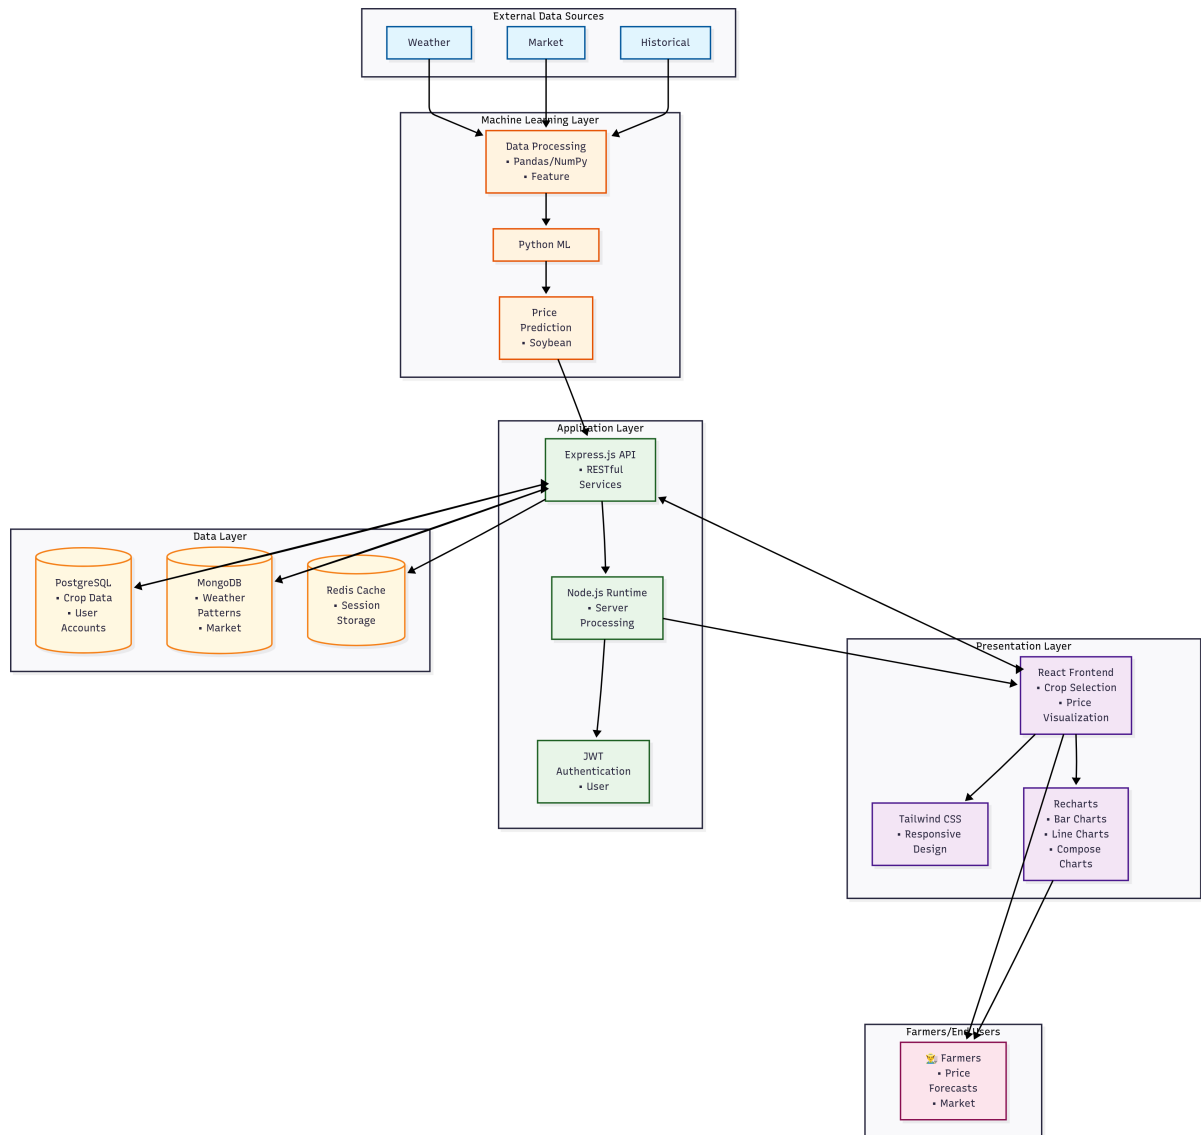 External Data Sources
Weather
Market
Historical
Machine Learning Layer
Data Processing
▪ Pandas/NumPy
▪ Feature
Python ML
Price
Prediction
▪ Soybean
Application Layer
Express.js API
▪ RESTful
Services
Data Layer
PostgreSQL
▪ Crop Data
▪ User
Accounts
MongoDB
▪ Weather
Patterns
▪ Market
Redis Cache
▪ Session
Storage
Node.js Runtime
▪ Server
Processing
JWT
Authentication
▪ User
Presentation Layer
React Frontend
▪ Crop Selection
▪ Price
Visualization
Tailwind CSS
▪ Responsive
Design
Recharts
▪ Bar Charts
▪ Line Charts
▪ Compose
Charts
Farmers/End Users
👨‍🌾 Farmers
▪ Price
Forecasts
▪ Market